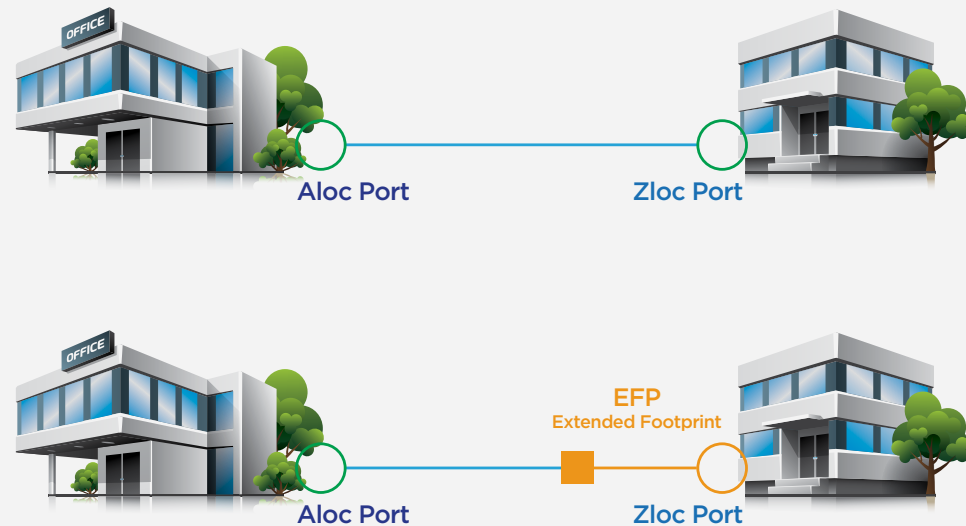 OFFICE
Aloc Port
Zloc Port
OFFICE
EFP
Extended Footprint
Aloc Port
Zloc Port